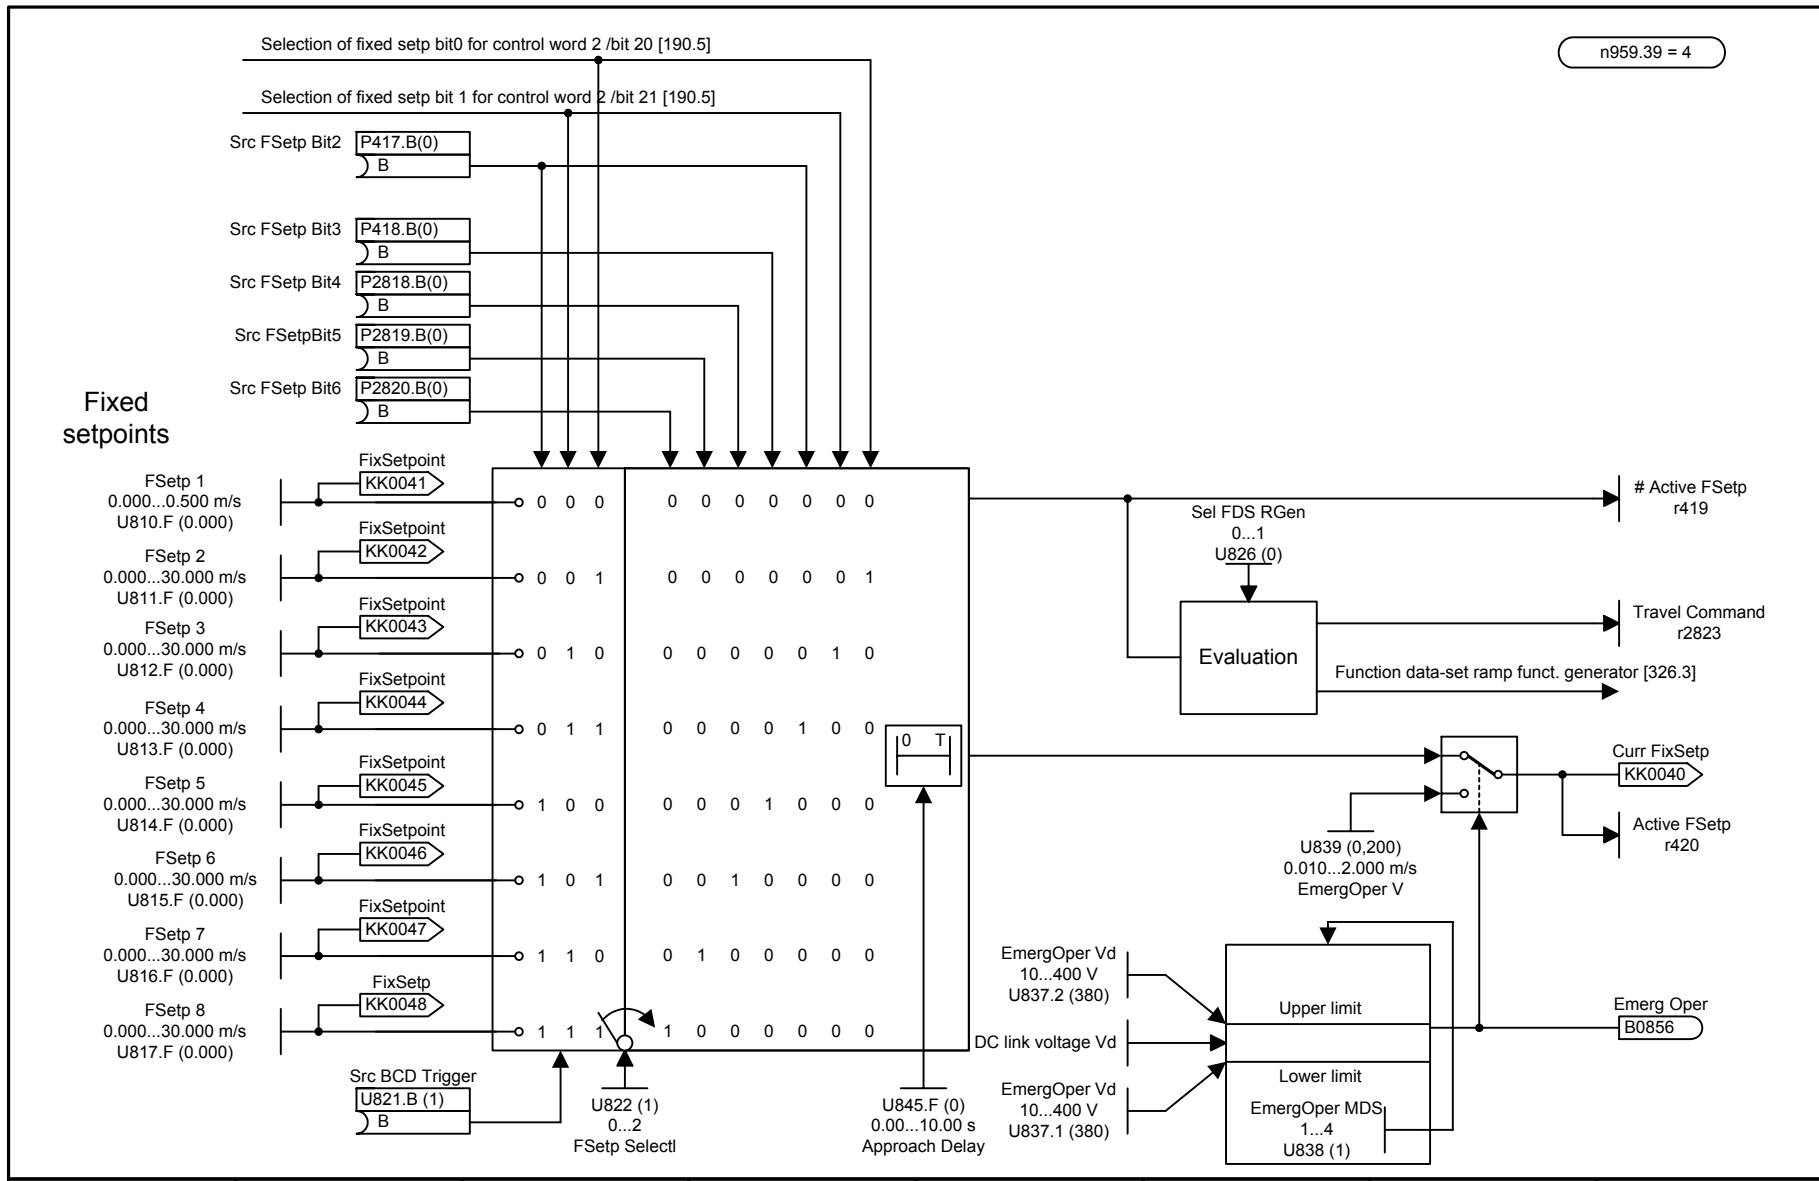 Selection of fixed setp bit0 for control word 2 /bit 20 [190.5]
n959.39 = 4
Selection of fixed setp bit 1 for control word 2 /bit 21 [190.5]
Src FSetp Bit2
P417.B(0)
B
Src FSetp Bit3
P418.B(0)
B
Src FSetp Bit4
P2818.B(0)
B
Src FSetpBit5
P2819.B(0)
B
Src FSetp Bit6
P2820.B(0)
B
Fixed
setpoints
FSetp 1
0.000...0.500 m/s
U810.F (0.000)
FixSetpoint
KK0041
0 0 0 0 0 0 0 0 0 0
FSetp 2
0.000...30.000 m/s
U811.F (0.000)
FixSetpoint
KK0042
0 0 1 0 0 0 0 0 0 1
FSetp 3
0.000...30.000 m/s
U812.F (0.000)
FixSetpoint
KK0043
0 1 0 0 0 0 0 0 1 0
FSetp 4
0.000...30.000 m/s
U813.F (0.000)
FixSetpoint
KK0044
0 1 1 0 0 0 0 1 0 0
FSetp 5
0.000...30.000 m/s
U814.F (0.000)
FixSetpoint
KK0045
1 0 0 0 0 0 1 0 0 0
FSetp 6
0.000...30.000 m/s
U815.F (0.000)
FixSetpoint
KK0046
1 0 1 0 0 1 0 0 0 0
FSetp 7
0.000...30.000 m/s
U816.F (0.000)
FixSetpoint
KK0047
1 1 0 0 1 0 0 0 0 0
FSetp 8
0.000...30.000 m/s
U817.F (0.000)
FixSetp
KK0048
1 1 1 1 0 0 0 0 0 0
Src BCD Trigger
U821.B (1)
B
U822 (1)
0...2
FSetp Selectl
0 T
U845.F (0)
0.00...10.00 s
Approach Delay
# Active FSetp
r419
Sel FDS RGen
0...1
U826 (0)
Evaluation
Travel Command
r2823
Function data-set ramp funct. generator [326.3]
Curr FixSetp
KK0040
Active FSetp
r420
U839 (0,200)
0.010...2.000 m/s
EmergOper V
EmergOper Vd
10...400 V
U837.2 (380)
Upper limit
DC link voltage Vd
Emerg Oper
B0856
Lower limit
EmergOper Vd
10...400 V
U837.1 (380)
EmergOper MDS
1...4
U838 (1)